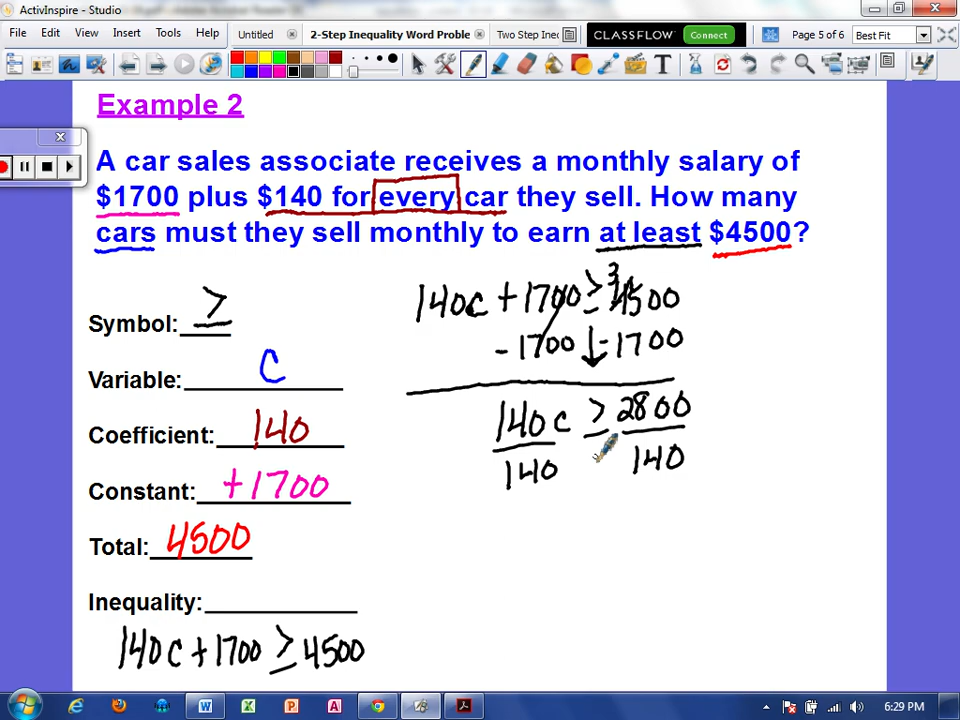 ActivInspire - Studio
File Edit View Insert Tools Help Untitled 2-Step Inequality Word Proble Two Step Ineq CLASSFLOW Connect Page 5 of 6 Best Fit
Example 2
A car sales associate receives a monthly salary of
$1700 plus $140 for every car they sell. How many
cars must they sell monthly to earn at least $4500?
Symbol: ≥
Variable: C
Coefficient: 140
Constant: +1700
Total: 4500
Inequality:
140c + 1700 ≥ 4500
3
140c + 1700 ≥ 4500
- 1700 ↓ - 1700
140c ≥ 2800
140 140
6:29 PM